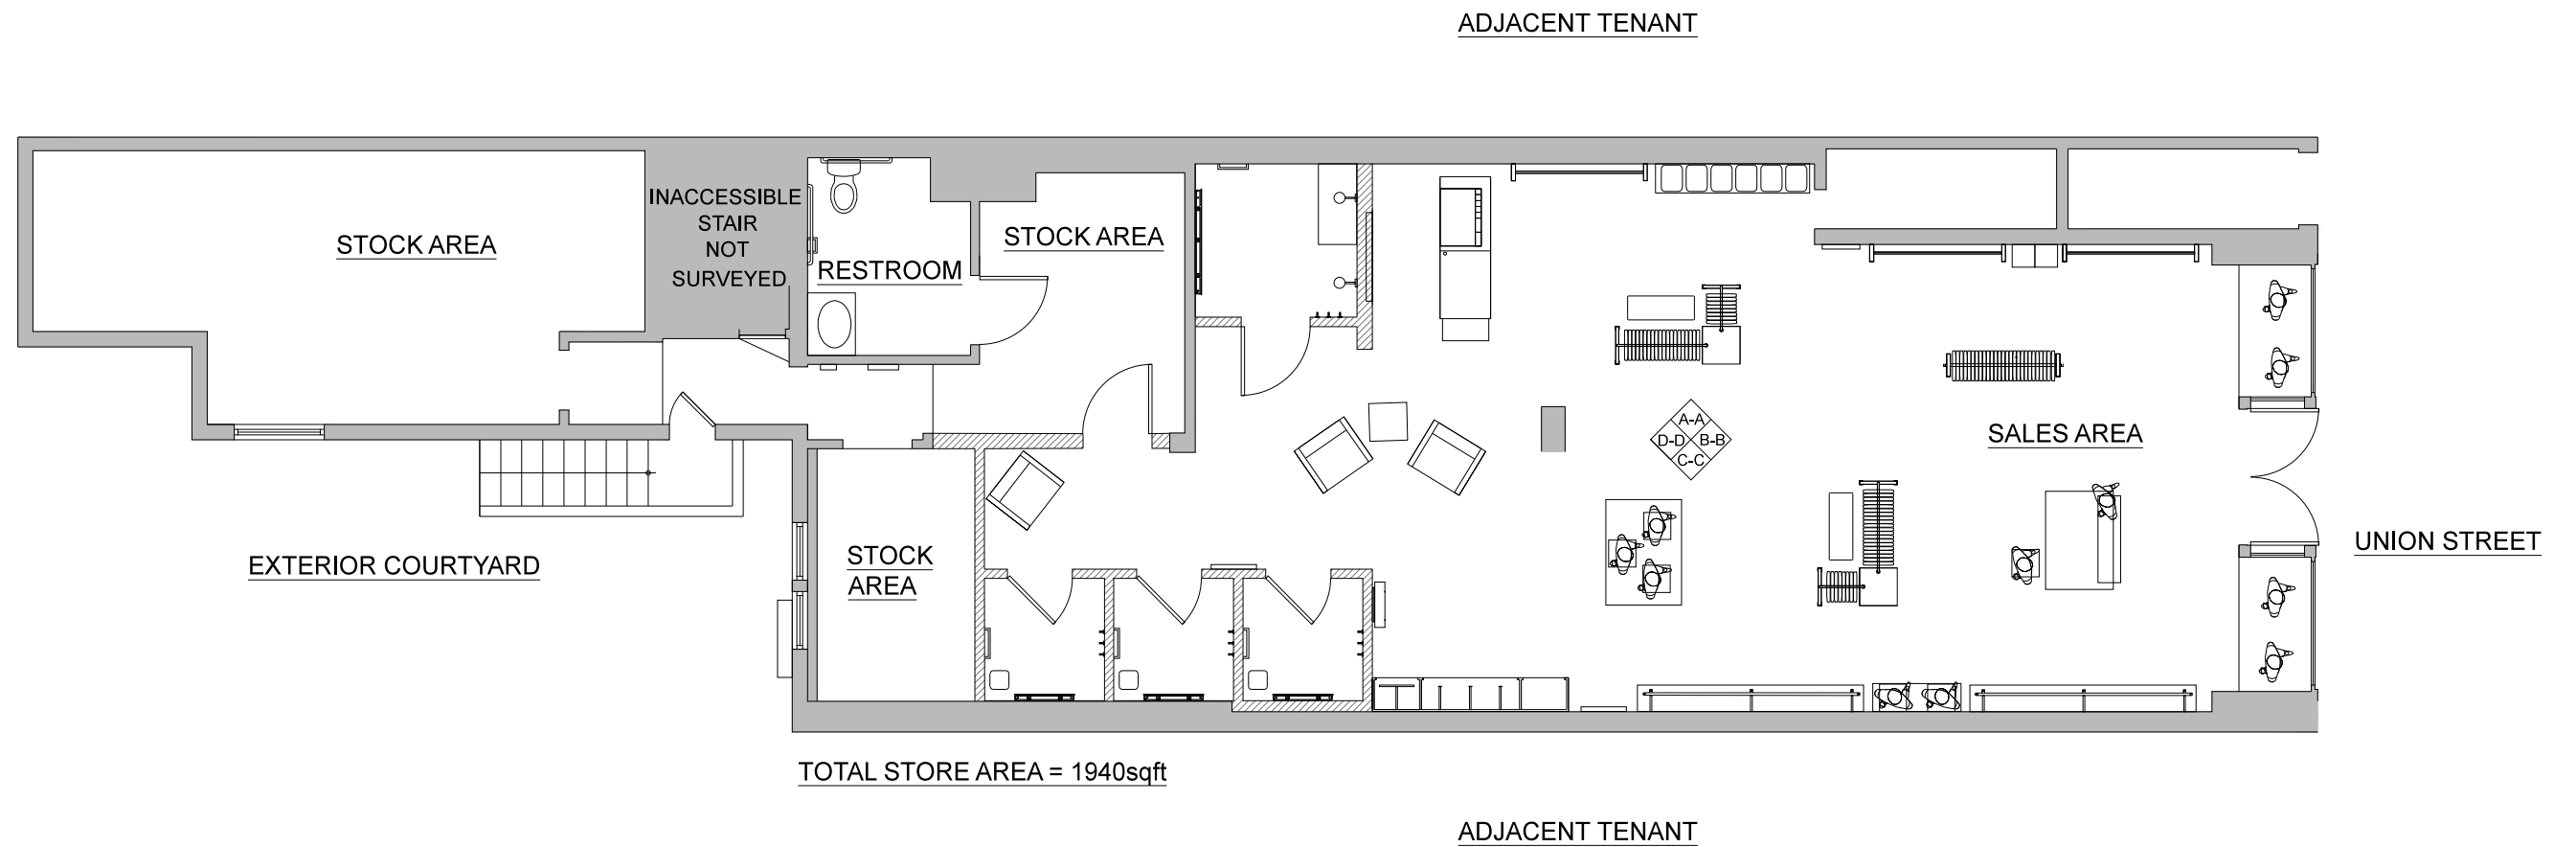 ADJACENT TENANT
INACCESSIBLE
STAIR
NOT
SURVEYED
STOCK AREA
STOCK AREA
RESTROOM
A-A
D-D
B-B
C-C
SALES AREA
UNION STREET
STOCK
AREA
EXTERIOR COURTYARD
TOTAL STORE AREA = 1940sqft
ADJACENT TENANT